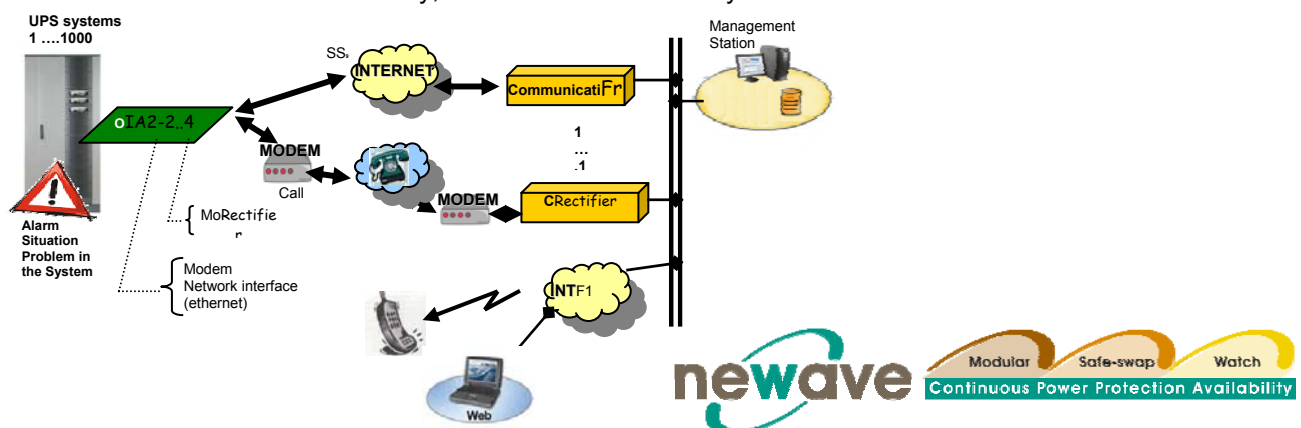 UPS systems
1 ....1000
SSs
INTERNET
CommunicatiFr
Management
Station
oIA2-2..4
1
...
.1
MODEM
Call
MODEM
CRectifier
MoRectifie
Alarm
Situation
Problem in
the System
Modem
Network interface
(ethernet)
INTF1
Web
newave
Modular
Safe-swap
Watch
Continuous Power Protection Availability